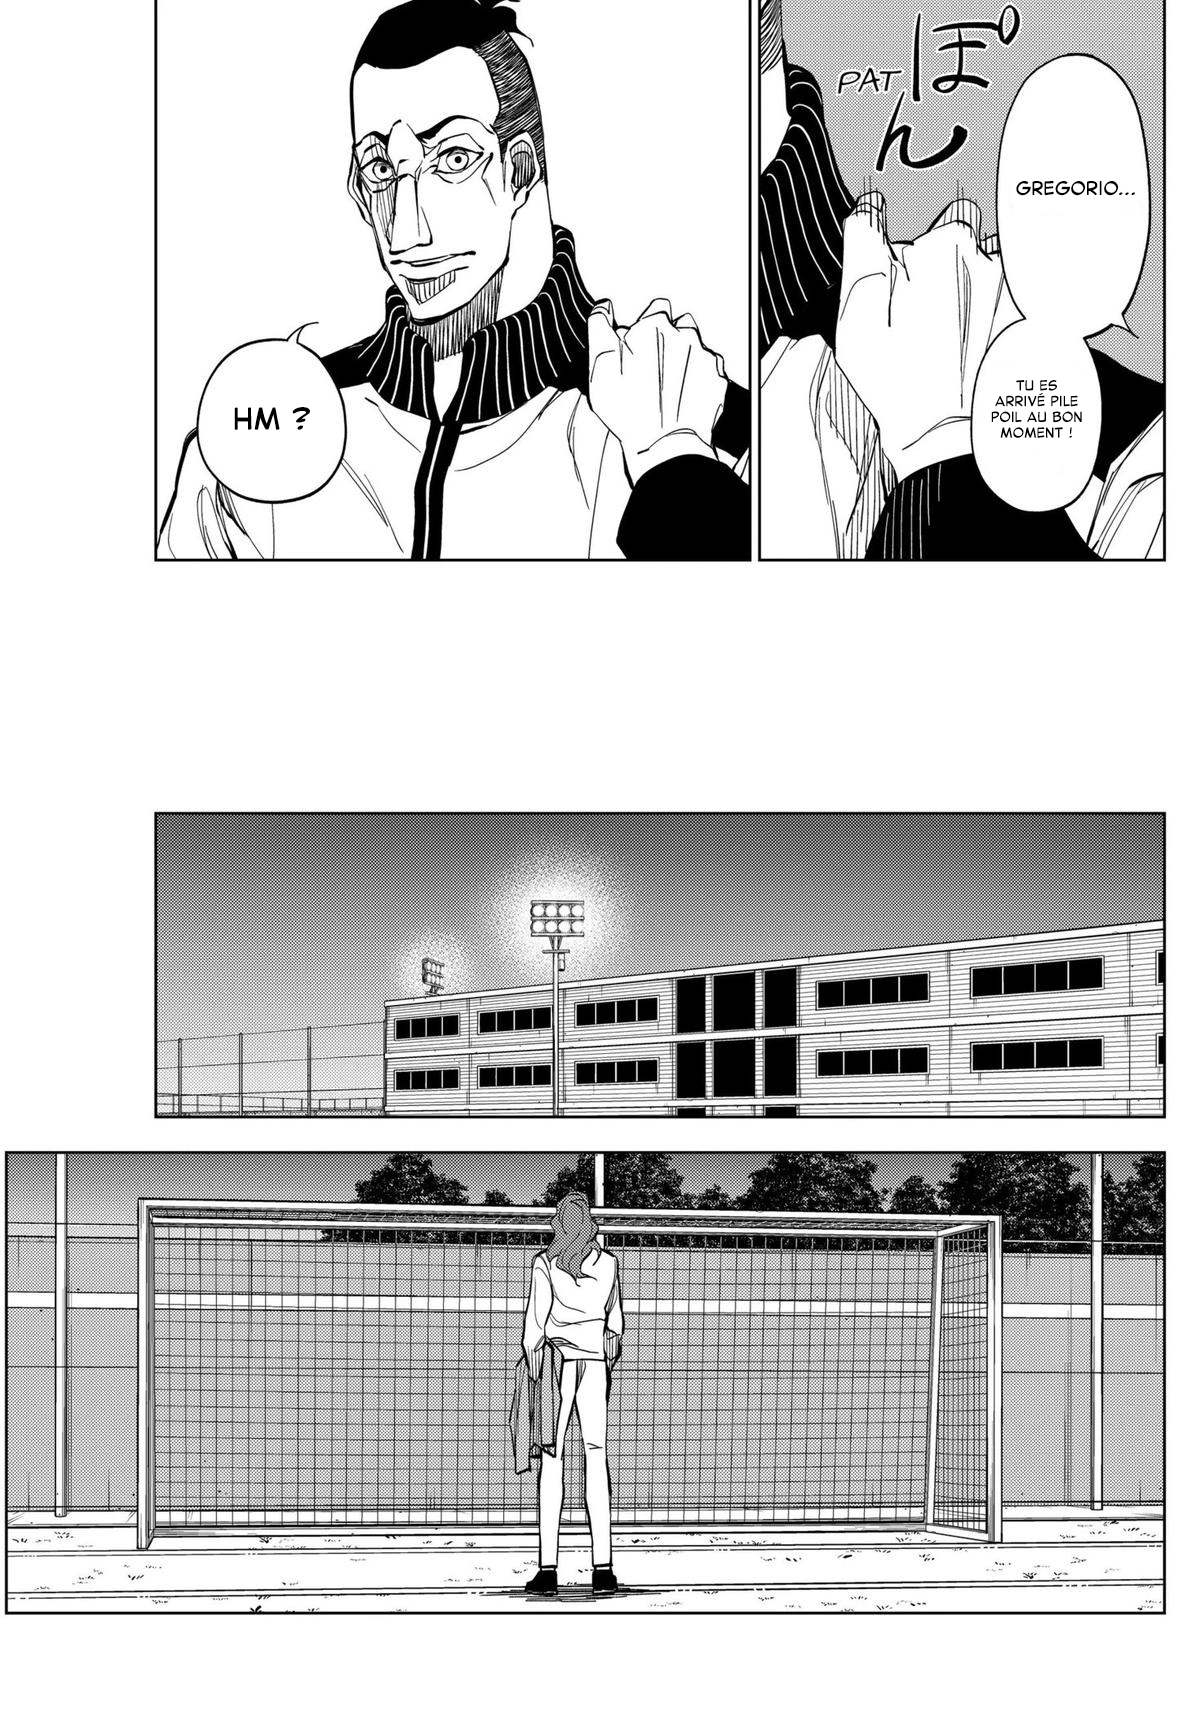 ぽん
PAT
GREGORIO...
TU ES
ARRIVÉ PILE
POIL AU BON
MOMENT !
HM ?